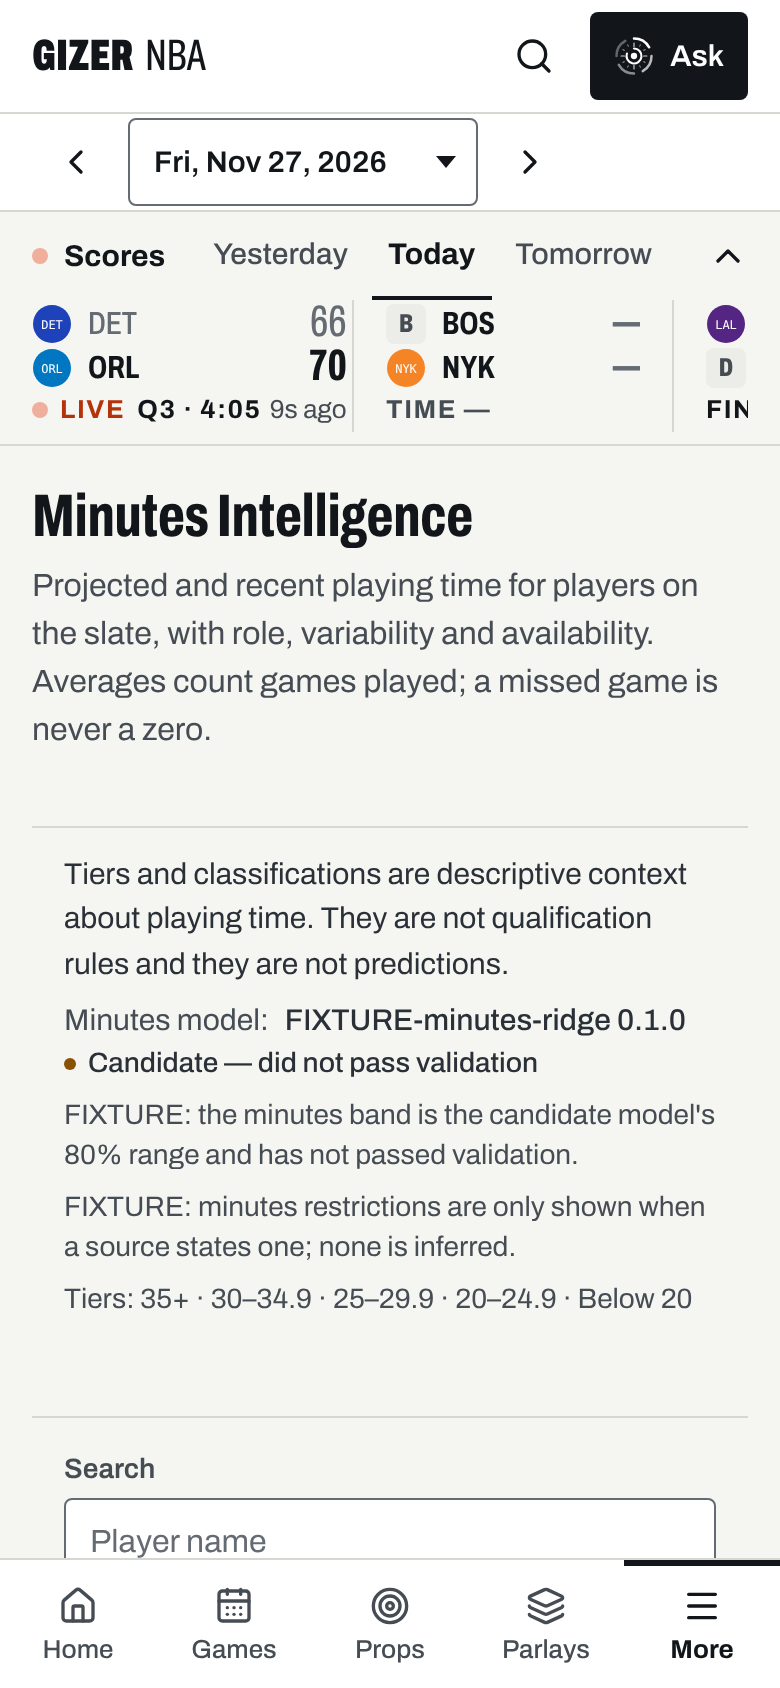 GIZER NBA
Ask
Fri, Nov 27, 2026
Scores Yesterday Today Tomorrow
DET DET 66
ORL ORL 70
LIVE Q3 · 4:05 9s ago
B BOS —
NYK NYK —
TIME —
LAL
D
FIN
Minutes Intelligence
Projected and recent playing time for players on
the slate, with role, variability and availability.
Averages count games played; a missed game is
never a zero.
Tiers and classifications are descriptive context
about playing time. They are not qualification
rules and they are not predictions.
Minutes model: FIXTURE-minutes-ridge 0.1.0
Candidate — did not pass validation
FIXTURE: the minutes band is the candidate model's
80% range and has not passed validation.
FIXTURE: minutes restrictions are only shown when
a source states one; none is inferred.
Tiers: 35+ · 30–34.9 · 25–29.9 · 20–24.9 · Below 20
Search
Player name
Home Games Props Parlays More